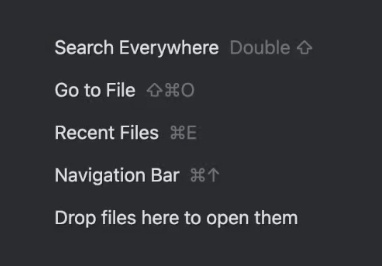 Search Everywhere Double ⇧
Go to File ⇧⌘O
Recent Files ⌘E
Navigation Bar ⌘↑
Drop files here to open them